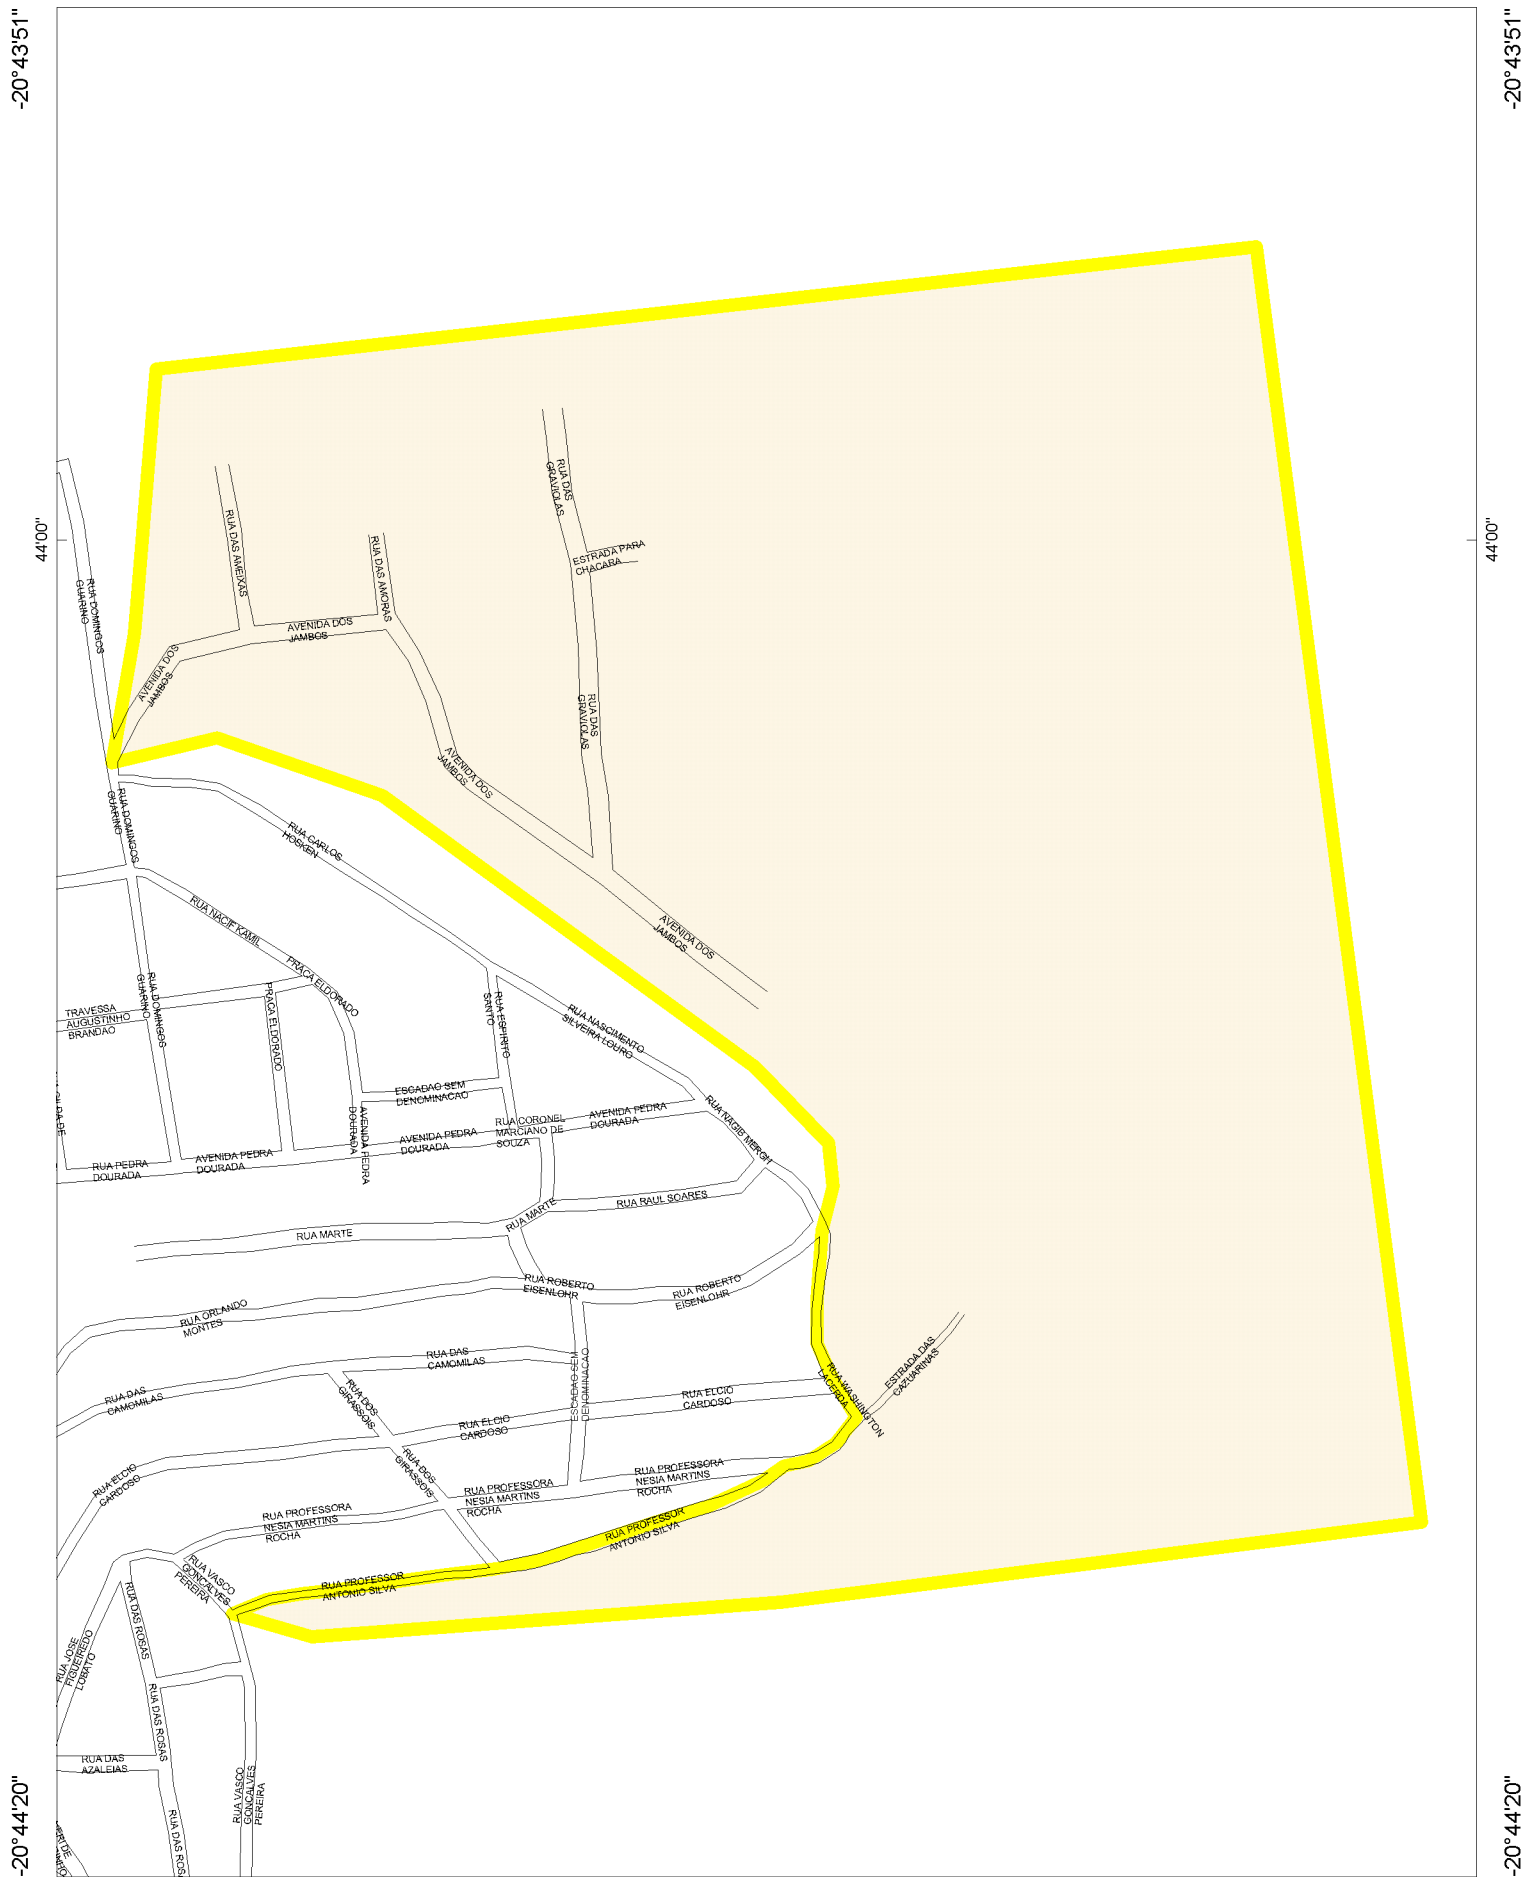 -20°43'51"
-20°43'51"
RUA DAS
GRAVIOLAS
RUA DAS AMEIXAS
RUA DAS AMORAS
44'00"
44'00"
ESTRADA PARA
CHACARA
RUA DOMINGOS
GUARINO
AVENIDA DOS
JAMBOS
AVENIDA DOS
JAMBOS
RUA DAS
GRAVIOLAS
AVENIDA DOS
JAMBOS
RUA DOMINGOS
GUARINO
RUA CARLOS
HOSKEN
RUA NACIF KAMIL
AVENIDA DOS
JAMBOS
PRACA ELDORADO
RUA DOMINGOS
GUARINO
PRACA ELDORADO
TRAVESSA
AUGUSTINHO
BRANDAO
RUA ESPIRITO
SANTO
RUA NASCIMENTO
SILVEIRA LOURO
ESCADAO SEM
DENOMINACAO
RUA NAGIB MERGH
AVENIDA PEDRA
DOURADA
RUA CORONEL
MARCIANO DE
SOUZA
AVENIDA PEDRA
DOURADA
AVENIDA PEDRA
DOURADA
AVENIDA PEDRA
DOURADA
RUA PEDRA
DOURADA
RUA RAUL SOARES
RUA MARTE
RUA MARTE
RUA ROBERTO
EISENLOHR
RUA ROBERTO
EISENLOHR
RUA ORLANDO
MONTES
RUA DAS
CAMOMILAS
ESCADAO SEM
DENOMINACAO
ESTRADA DAS
CAZUARINAS
RUA WASHINGTON
LACERDA
RUA DAS
CAMOMILAS
RUA DOS
GIRASSOIS
RUA ELCIO
CARDOSO
RUA ELCIO
CARDOSO
RUA DOS
GIRASSOIS
RUA ELCIO
CARDOSO
RUA PROFESSORA
NESIA MARTINS
ROCHA
RUA PROFESSORA
NESIA MARTINS
ROCHA
RUA PROFESSORA
NESIA MARTINS
ROCHA
RUA PROFESSOR
ANTONIO SILVA
RUA VASCO
GONCALVES
PEREIRA
RUA PROFESSOR
ANTONIO SILVA
RUA DAS ROSAS
RUA JOSE
FIGUEIREDO
LOBATO
RUA DAS ROSAS
RUA DAS
AZALEIAS
RUA VASCO
GONCALVES
PEREIRA
RUA DAS ROSA
-20°44'20"
-20°44'20"